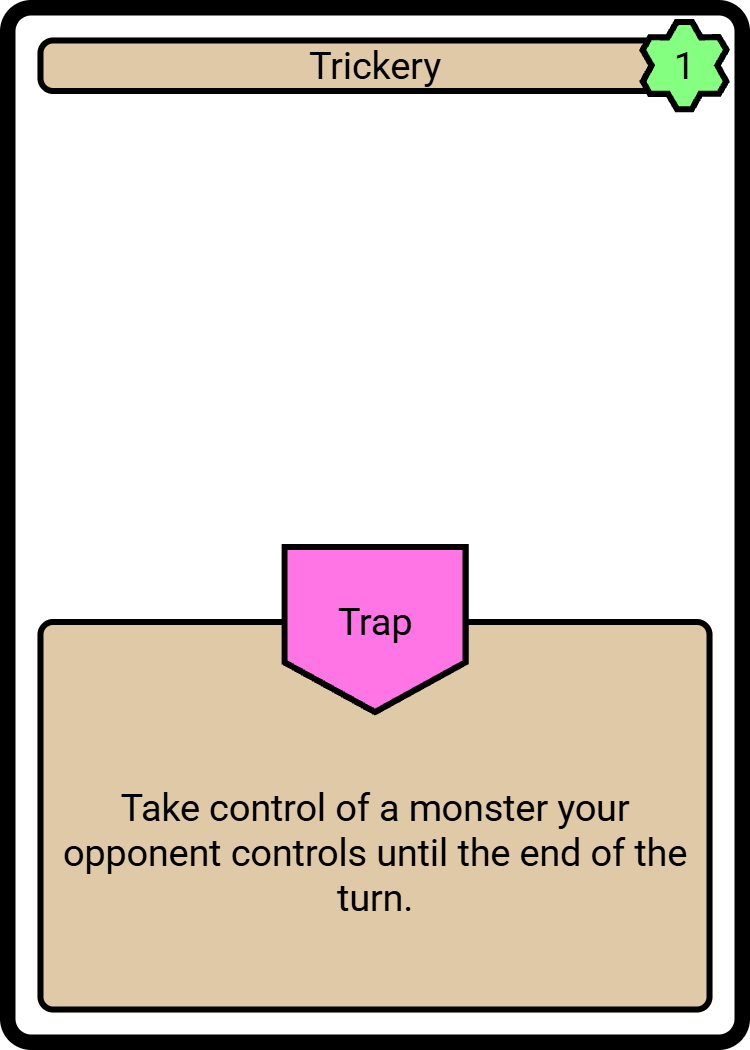 Trickery
1
Trap
Take control of a monster your
opponent controls until the end of the
turn.